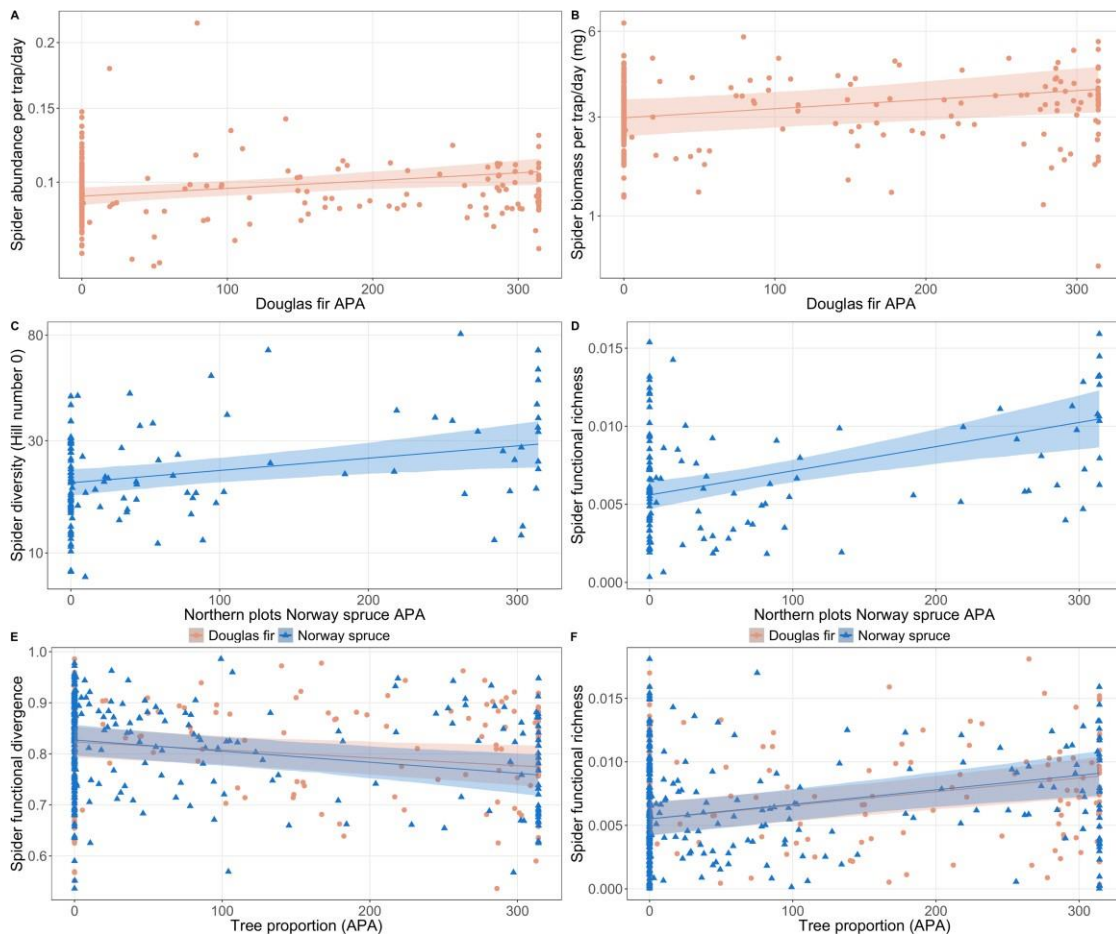 A
Spider abundance per trap/day
0.2
0.15
0.1
0 100 200 300
Douglas fir APA
B
Spider biomass per trap/day (mg)
6
3
1
0 100 200 300
Douglas fir APA
C
Spider diversity (Hill number 0)
80
30
10
0 100 200 300
Northern plots Norway spruce APA
D
Spider functional richness
0.015
0.010
0.005
0.000
0 100 200 300
Northern plots Norway spruce APA
E
Douglas fir Norway spruce
Spider functional divergence
1.0
0.9
0.8
0.7
0.6
0 100 200 300
Tree proportion (APA)
F
Douglas fir Norway spruce
Spider functional richness
0.015
0.010
0.005
0.000
0 100 200 300
Tree proportion (APA)